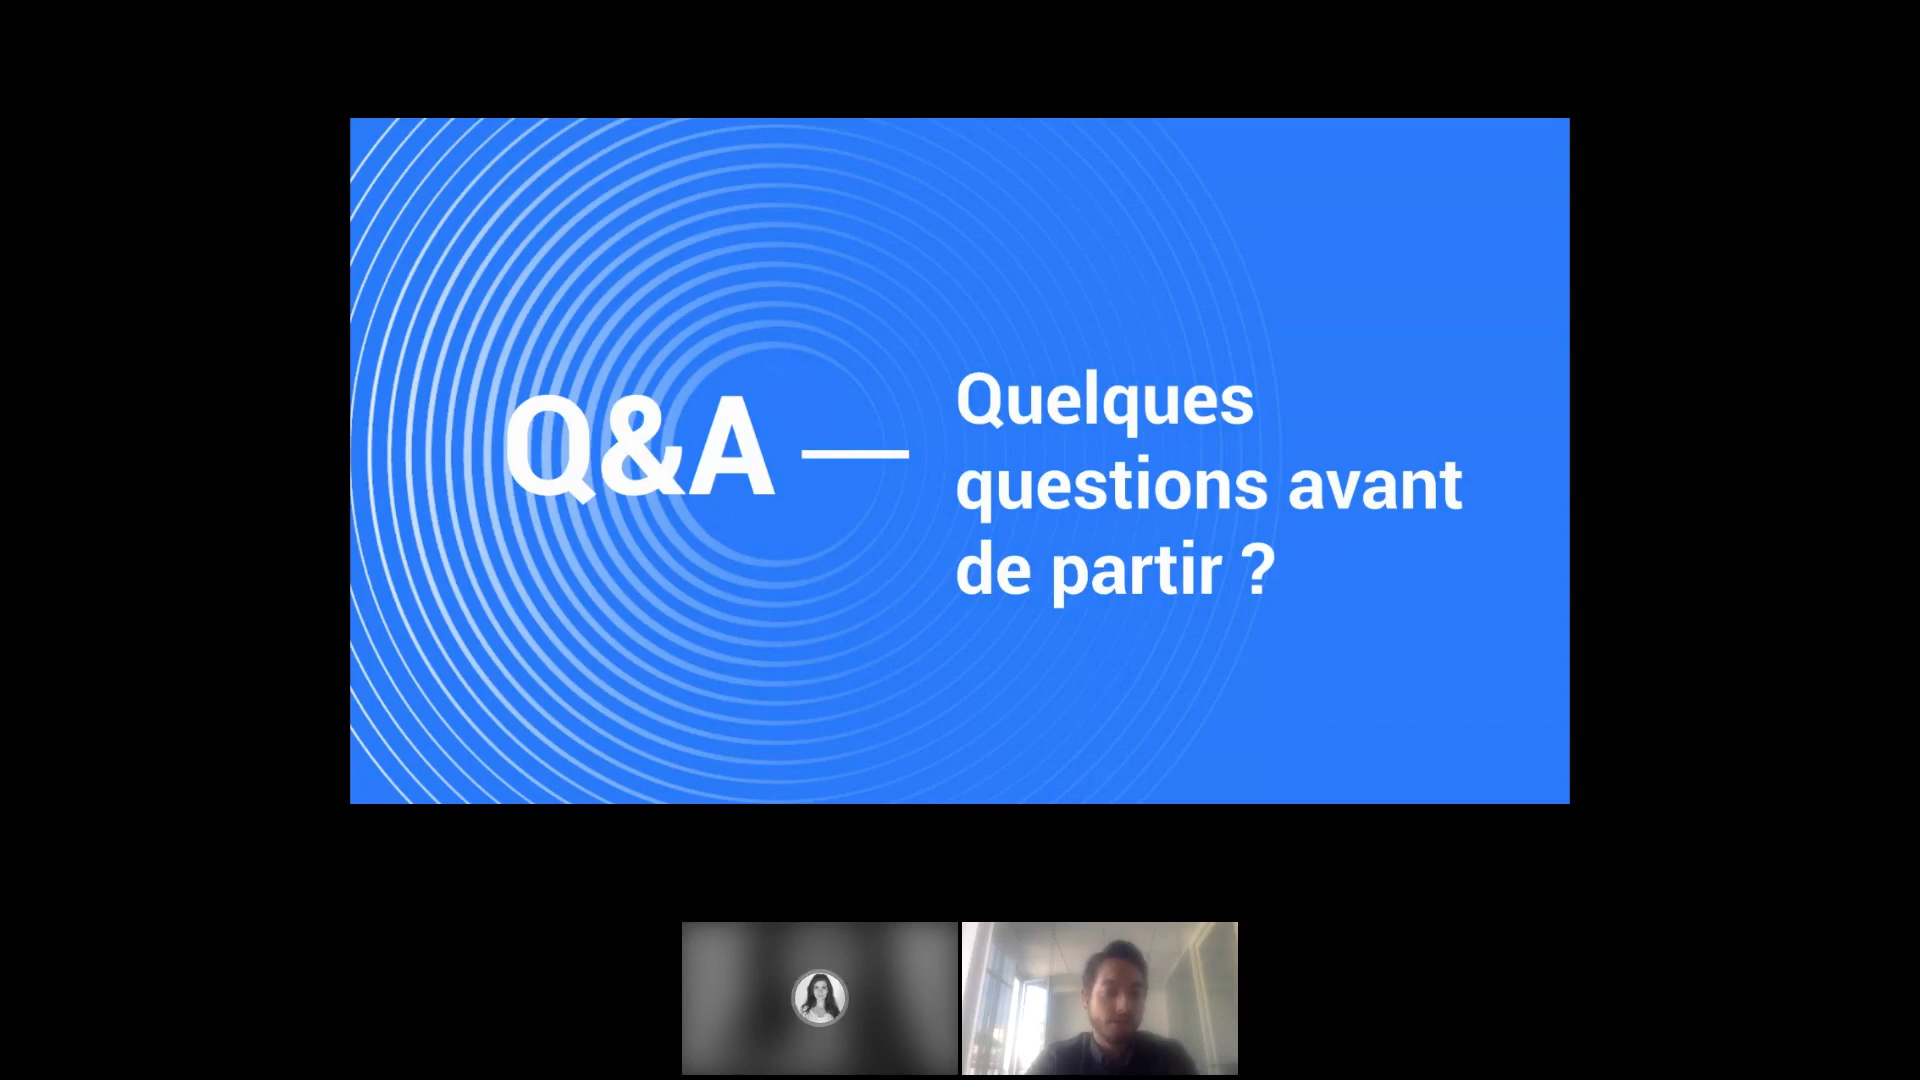 Q&A —
Quelques
questions avant
de partir ?